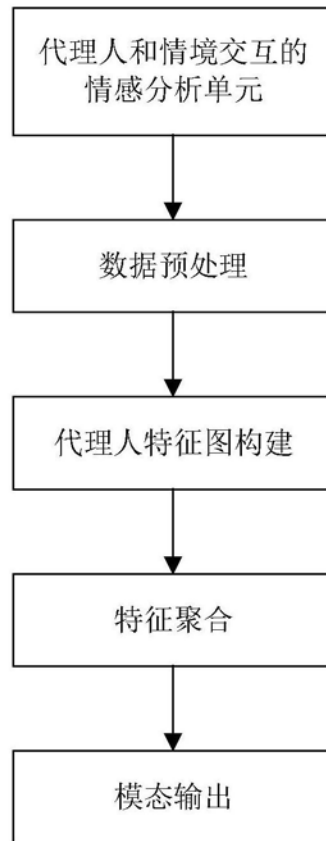 代理人和情境交互的
情感分析单元
数据预处理
代理人特征图构建
特征聚合
模态输出